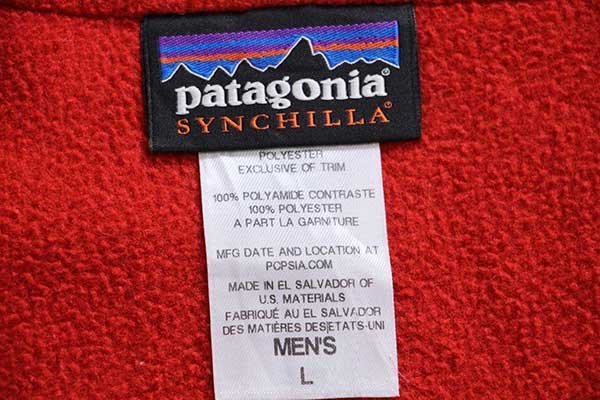 patagonia®
SYNCHILLA®
POLYESTER
EXCLUSIVE OF TRIM
100% POLYAMIDE CONTRASTE
100% POLYESTER
A PART LA GARNITURE
MFG DATE AND LOCATION AT
PCPSIA.COM
MADE IN EL SALVADOR OF
U.S. MATERIALS
FABRIQUÉ AU EL SALVADOR
DES MATIÈRES DES ETATS-UNI
MEN'S
L